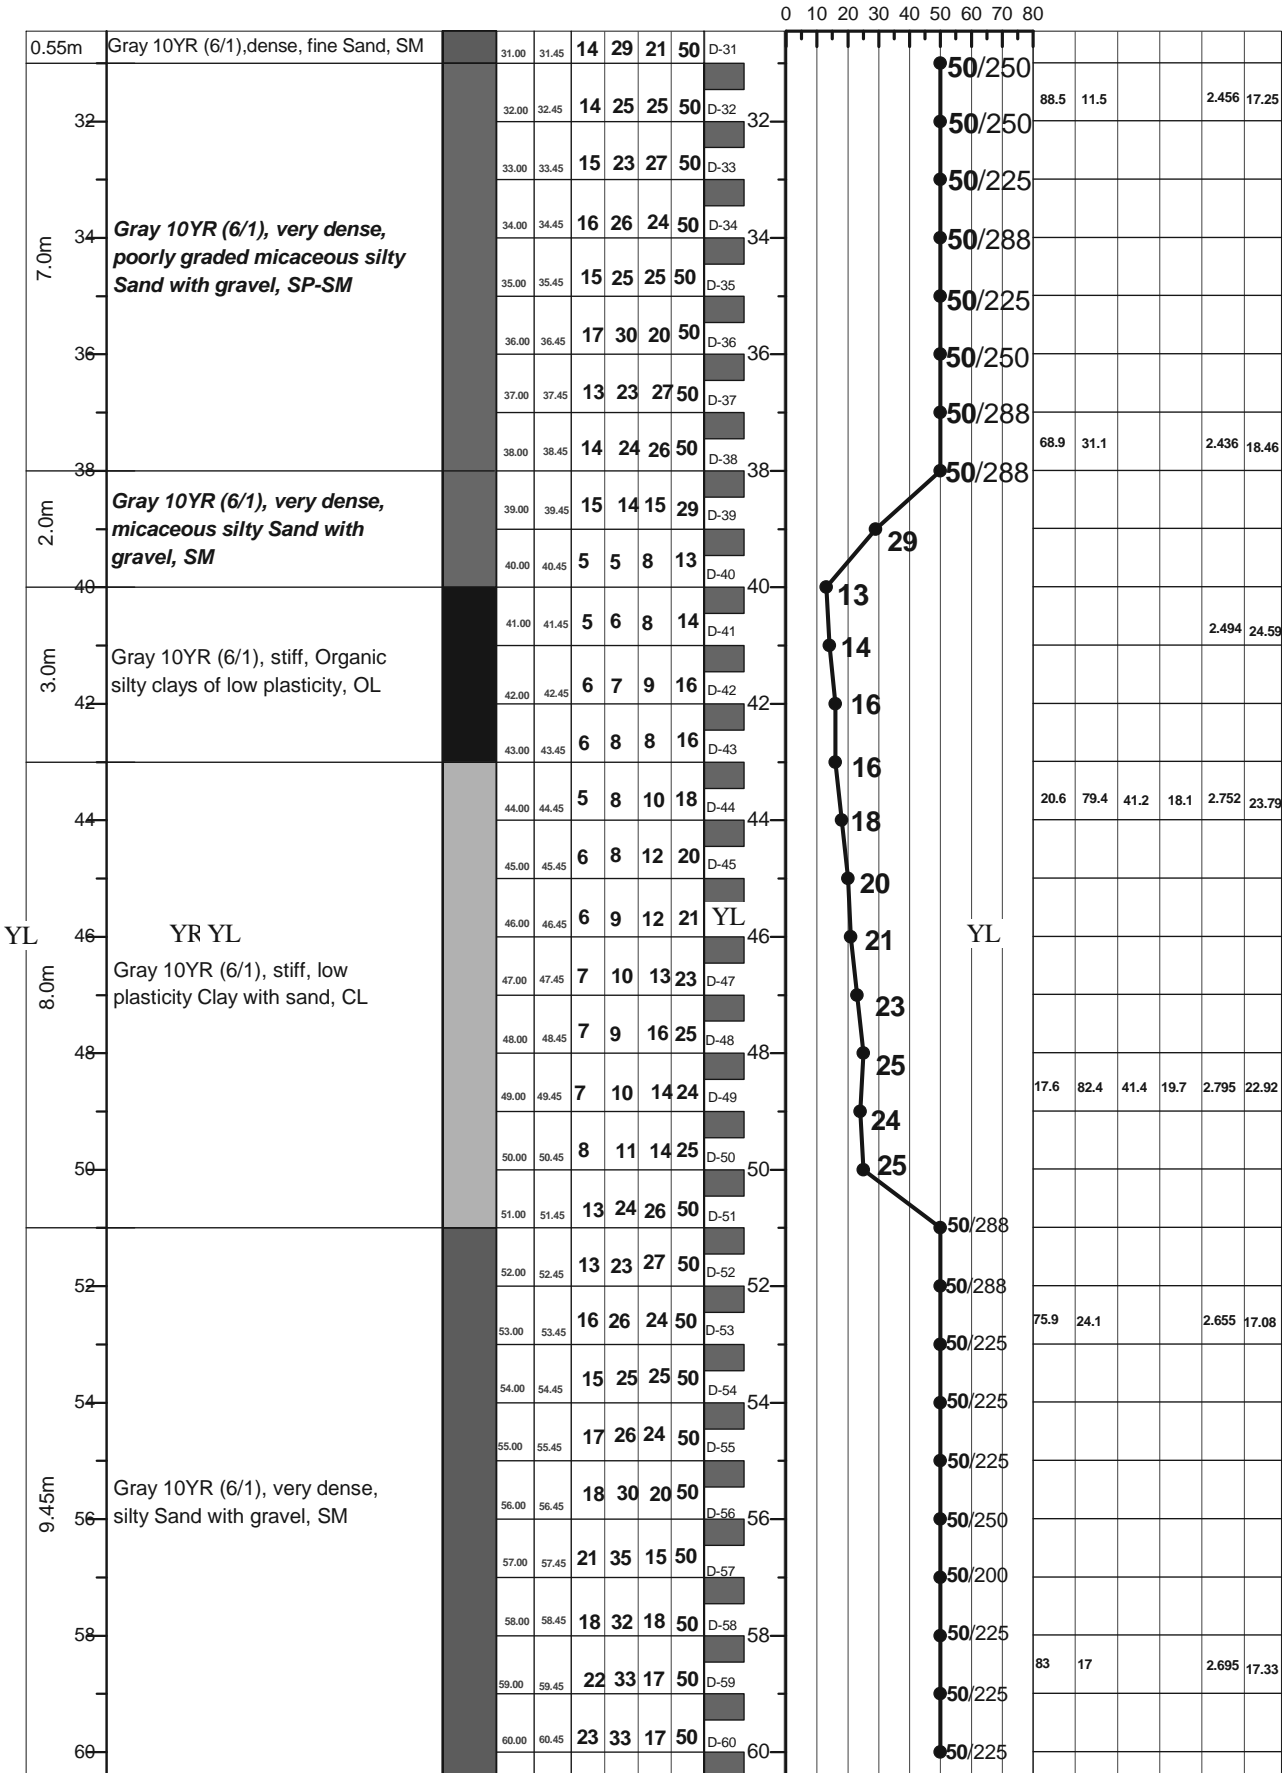 0 10 20 30 40 50 60 70 80
0.55m Gray 10YR (6/1),dense, fine Sand, SM 31.00 31.45 14 29 21 50 D-31
50/250
32.00 32.45 14 25 25 50 D-32 88.5 11.5 2.456 17.25
32 32 50/250
33.00 33.45 15 23 27 50 D-33
50/225
34.00 34.45 16 26 24 50 D-34
7.0m
Gray 10YR (6/1), very dense,
poorly graded micaceous silty
Sand with gravel, SP-SM
34 34 50/288
35.00 35.45 15 25 25 50 D-35
50/225
36.00 36.45 17 30 20 50 D-36
36 36 50/250
37.00 37.45 13 23 27 50 D-37
50/288
38.00 38.45 14 24 26 50 D-38 68.9 31.1 2.436 18.46
38 38 50/288
2.0m
Gray 10YR (6/1), very dense,
micaceous silty Sand with
gravel, SM
39.00 39.45 15 14 15 29 D-39
29
40.00 40.45 5 5 8 13 D-40
40 40 13
41.00 41.45 5 6 8 14 D-41 2.494 24.59
14
3.0m
Gray 10YR (6/1), stiff, Organic
silty clays of low plasticity, OL
42.00 42.45 6 7 9 16 D-42
42 42 16
43.00 43.45 6 8 8 16 D-43
16
44.00 44.45 5 8 10 18 D-44 20.6 79.4 41.2 18.1 2.752 23.79
44 44 18
45.00 45.45 6 8 12 20 D-45
20
46.00 46.45 6 9 12 21 YL
YL 46 YR YL 46 21 YL
8.0m
Gray 10YR (6/1), stiff, low
plasticity Clay with sand, CL
47.00 47.45 7 10 13 23 D-47
23
48.00 48.45 7 9 16 25 D-48
48 48 25
49.00 49.45 7 10 14 24 D-49 17.6 82.4 41.4 19.7 2.795 22.92
24
50.00 50.45 8 11 14 25 D-50
50 50 25
51.00 51.45 13 24 26 50 D-51
50/288
52.00 52.45 13 23 27 50 D-52
52 52 50/288
53.00 53.45 16 26 24 50 D-53 75.9 24.1 2.655 17.08
50/225
54.00 54.45 15 25 25 50 D-54
54 54 50/225
55.00 55.45 17 26 24 50 D-55
50/225
9.45m
Gray 10YR (6/1), very dense,
silty Sand with gravel, SM
56.00 56.45 18 30 20 50 D-56
56 56 50/250
57.00 57.45 21 35 15 50 D-57
50/200
58.00 58.45 18 32 18 50 D-58
58 58 50/225
59.00 59.45 22 33 17 50 D-59 83 17 2.695 17.33
50/225
60.00 60.45 23 33 17 50 D-60
60 60 50/225